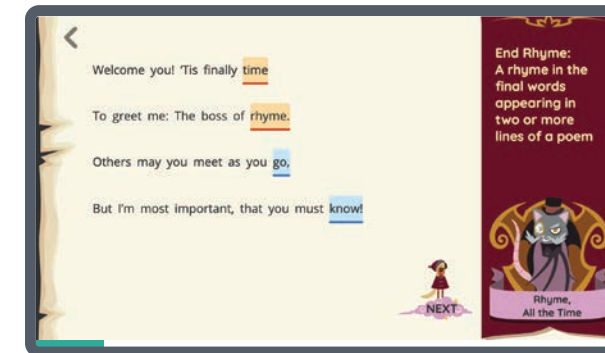 Welcome you! 'Tis finally time
To greet me: The boss of rhyme.
Others may you meet as you go,
But I'm most important, that you must know!
NEXT
End Rhyme:
A rhyme in the
final words
appearing in
two or more
lines of a poem
Rhyme,
All the Time